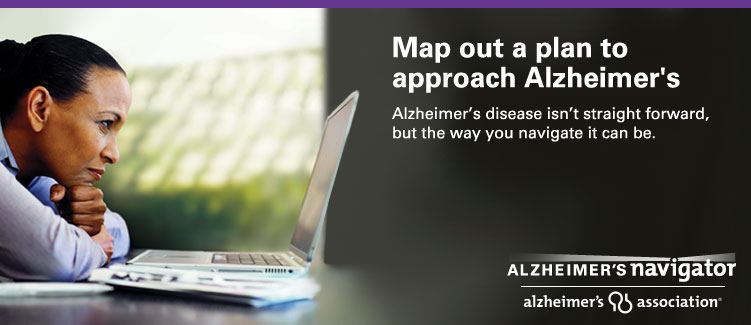 Map out a plan to
approach Alzheimer's
Alzheimer's disease isn't straight forward,
but the way you navigate it can be.
ALZHEIMER'S navigator
alzheimer's association®